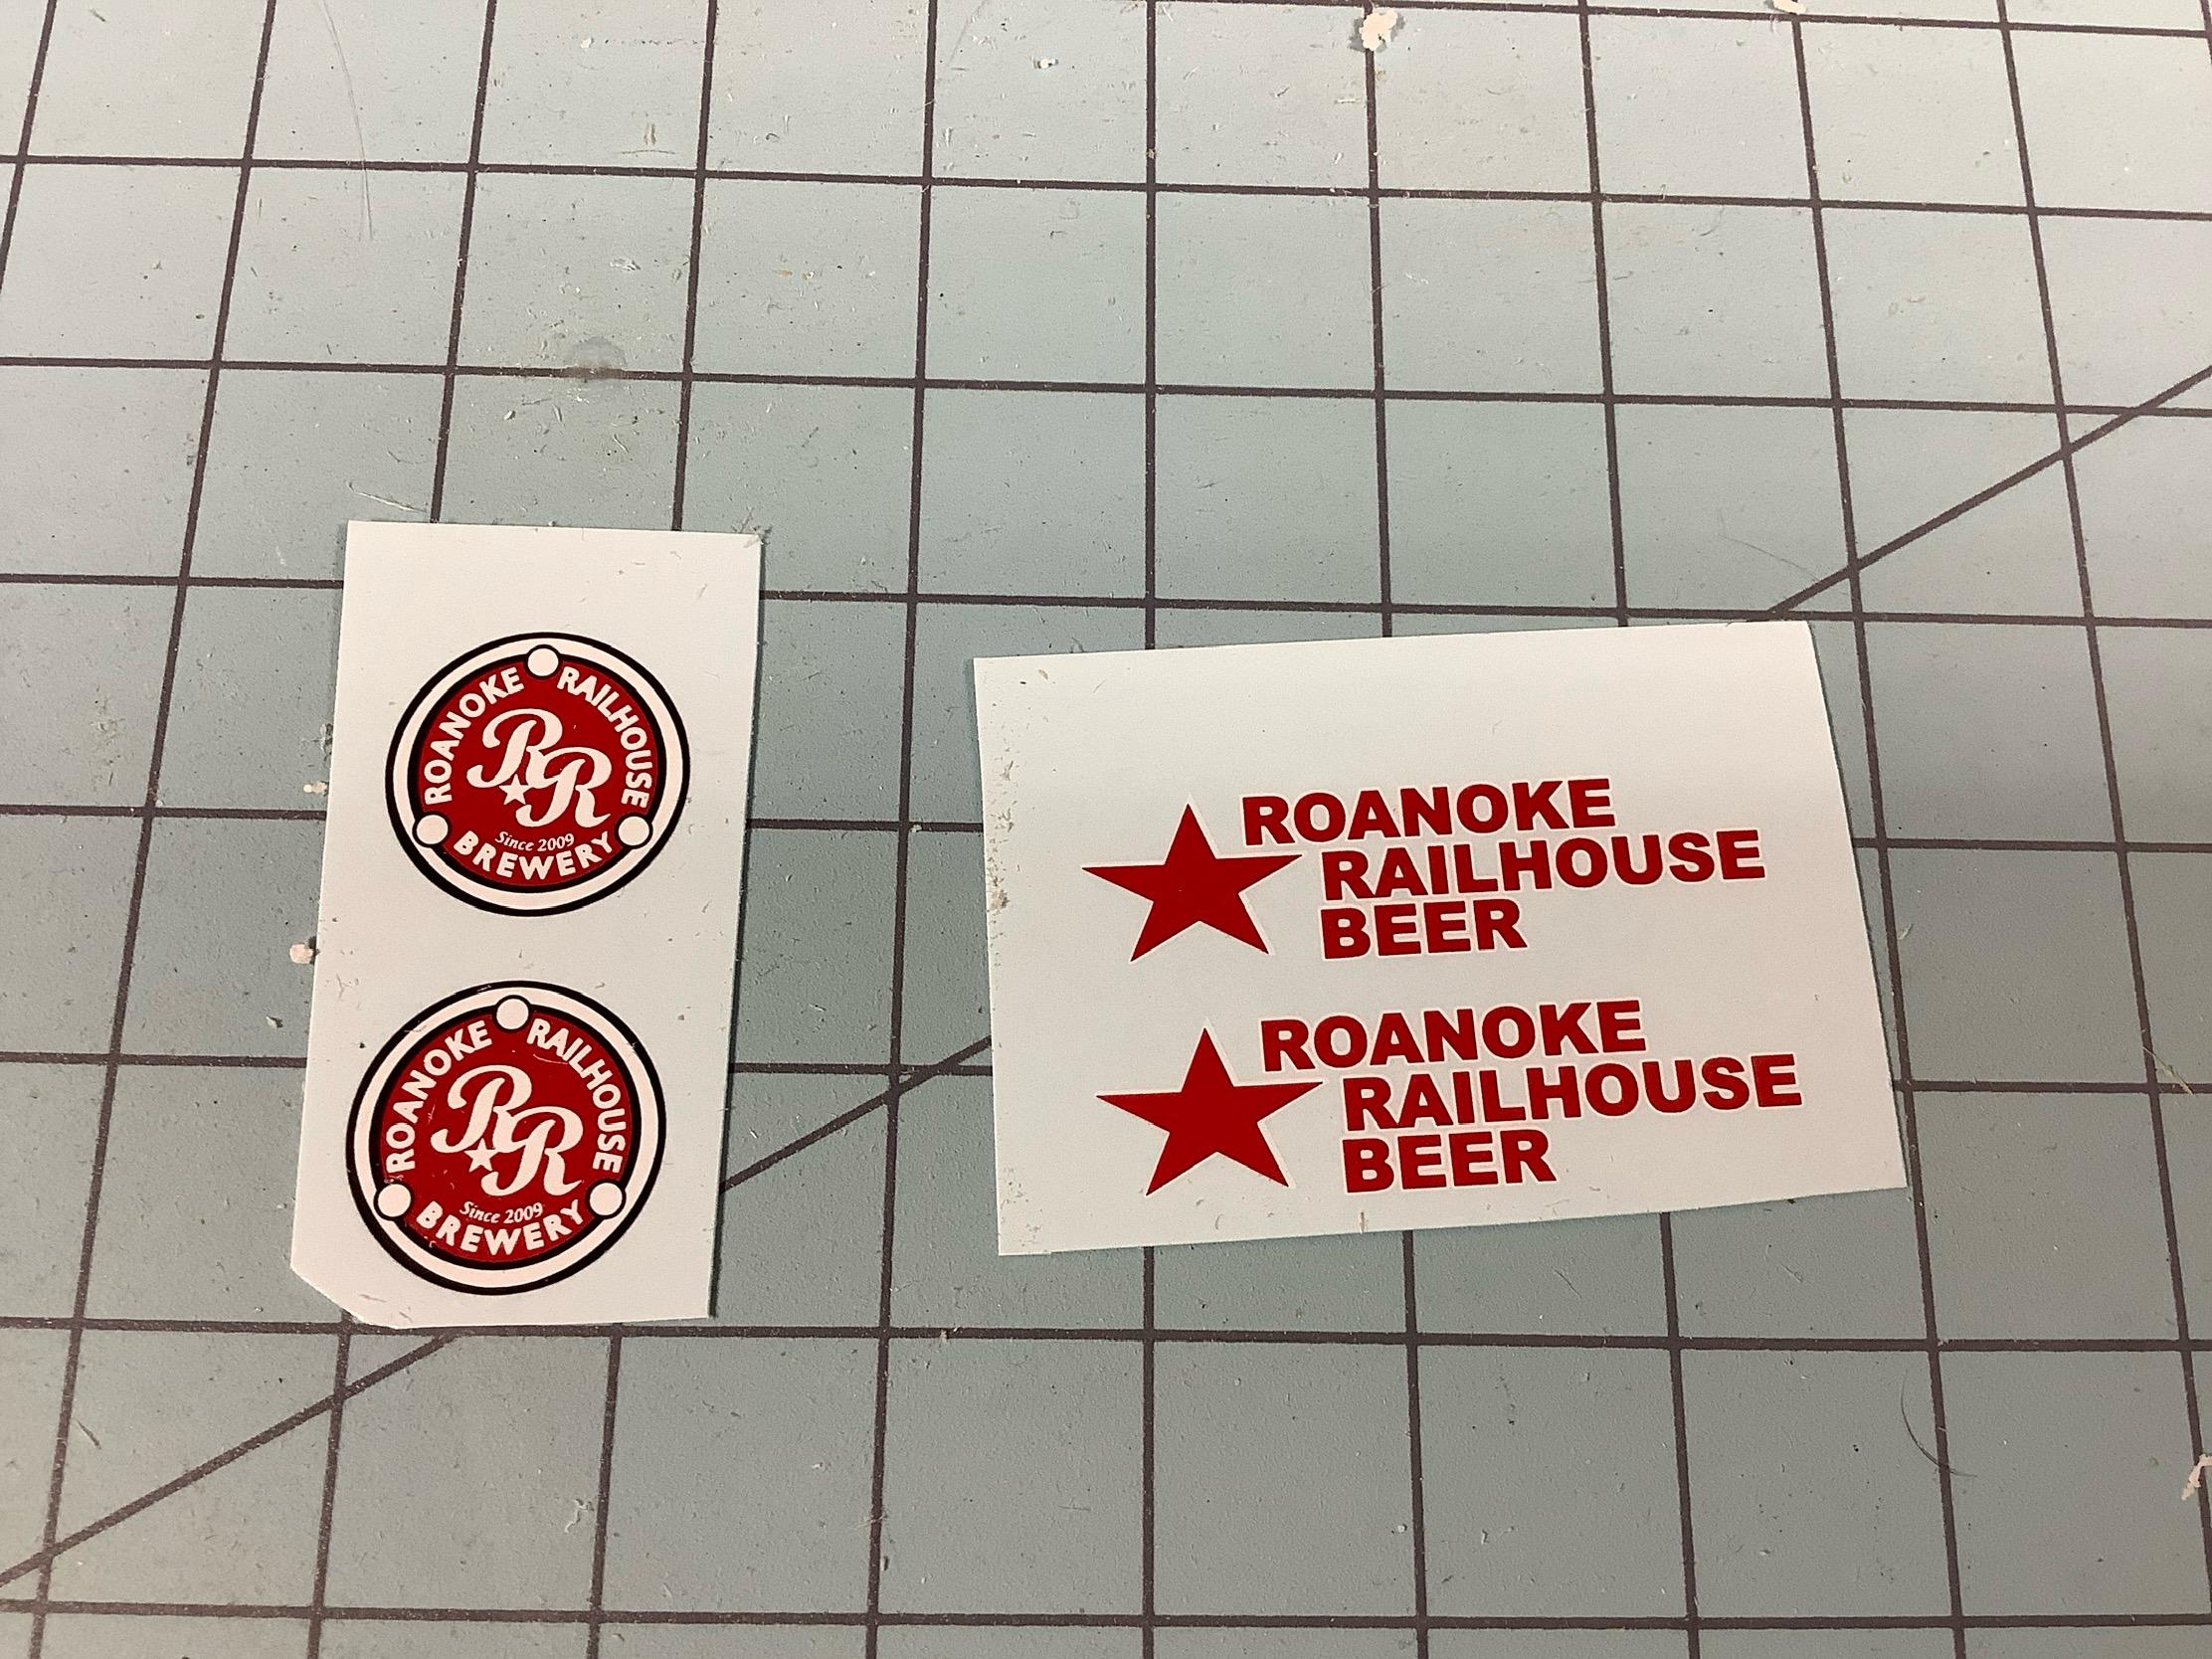 ROANOKE RAILHOUSE
RR
Since 2009
BREWERY
ROANOKE RAILHOUSE
RR
Since 2009
BREWERY
ROANOKE
RAILHOUSE
BEER
ROANOKE
RAILHOUSE
BEER